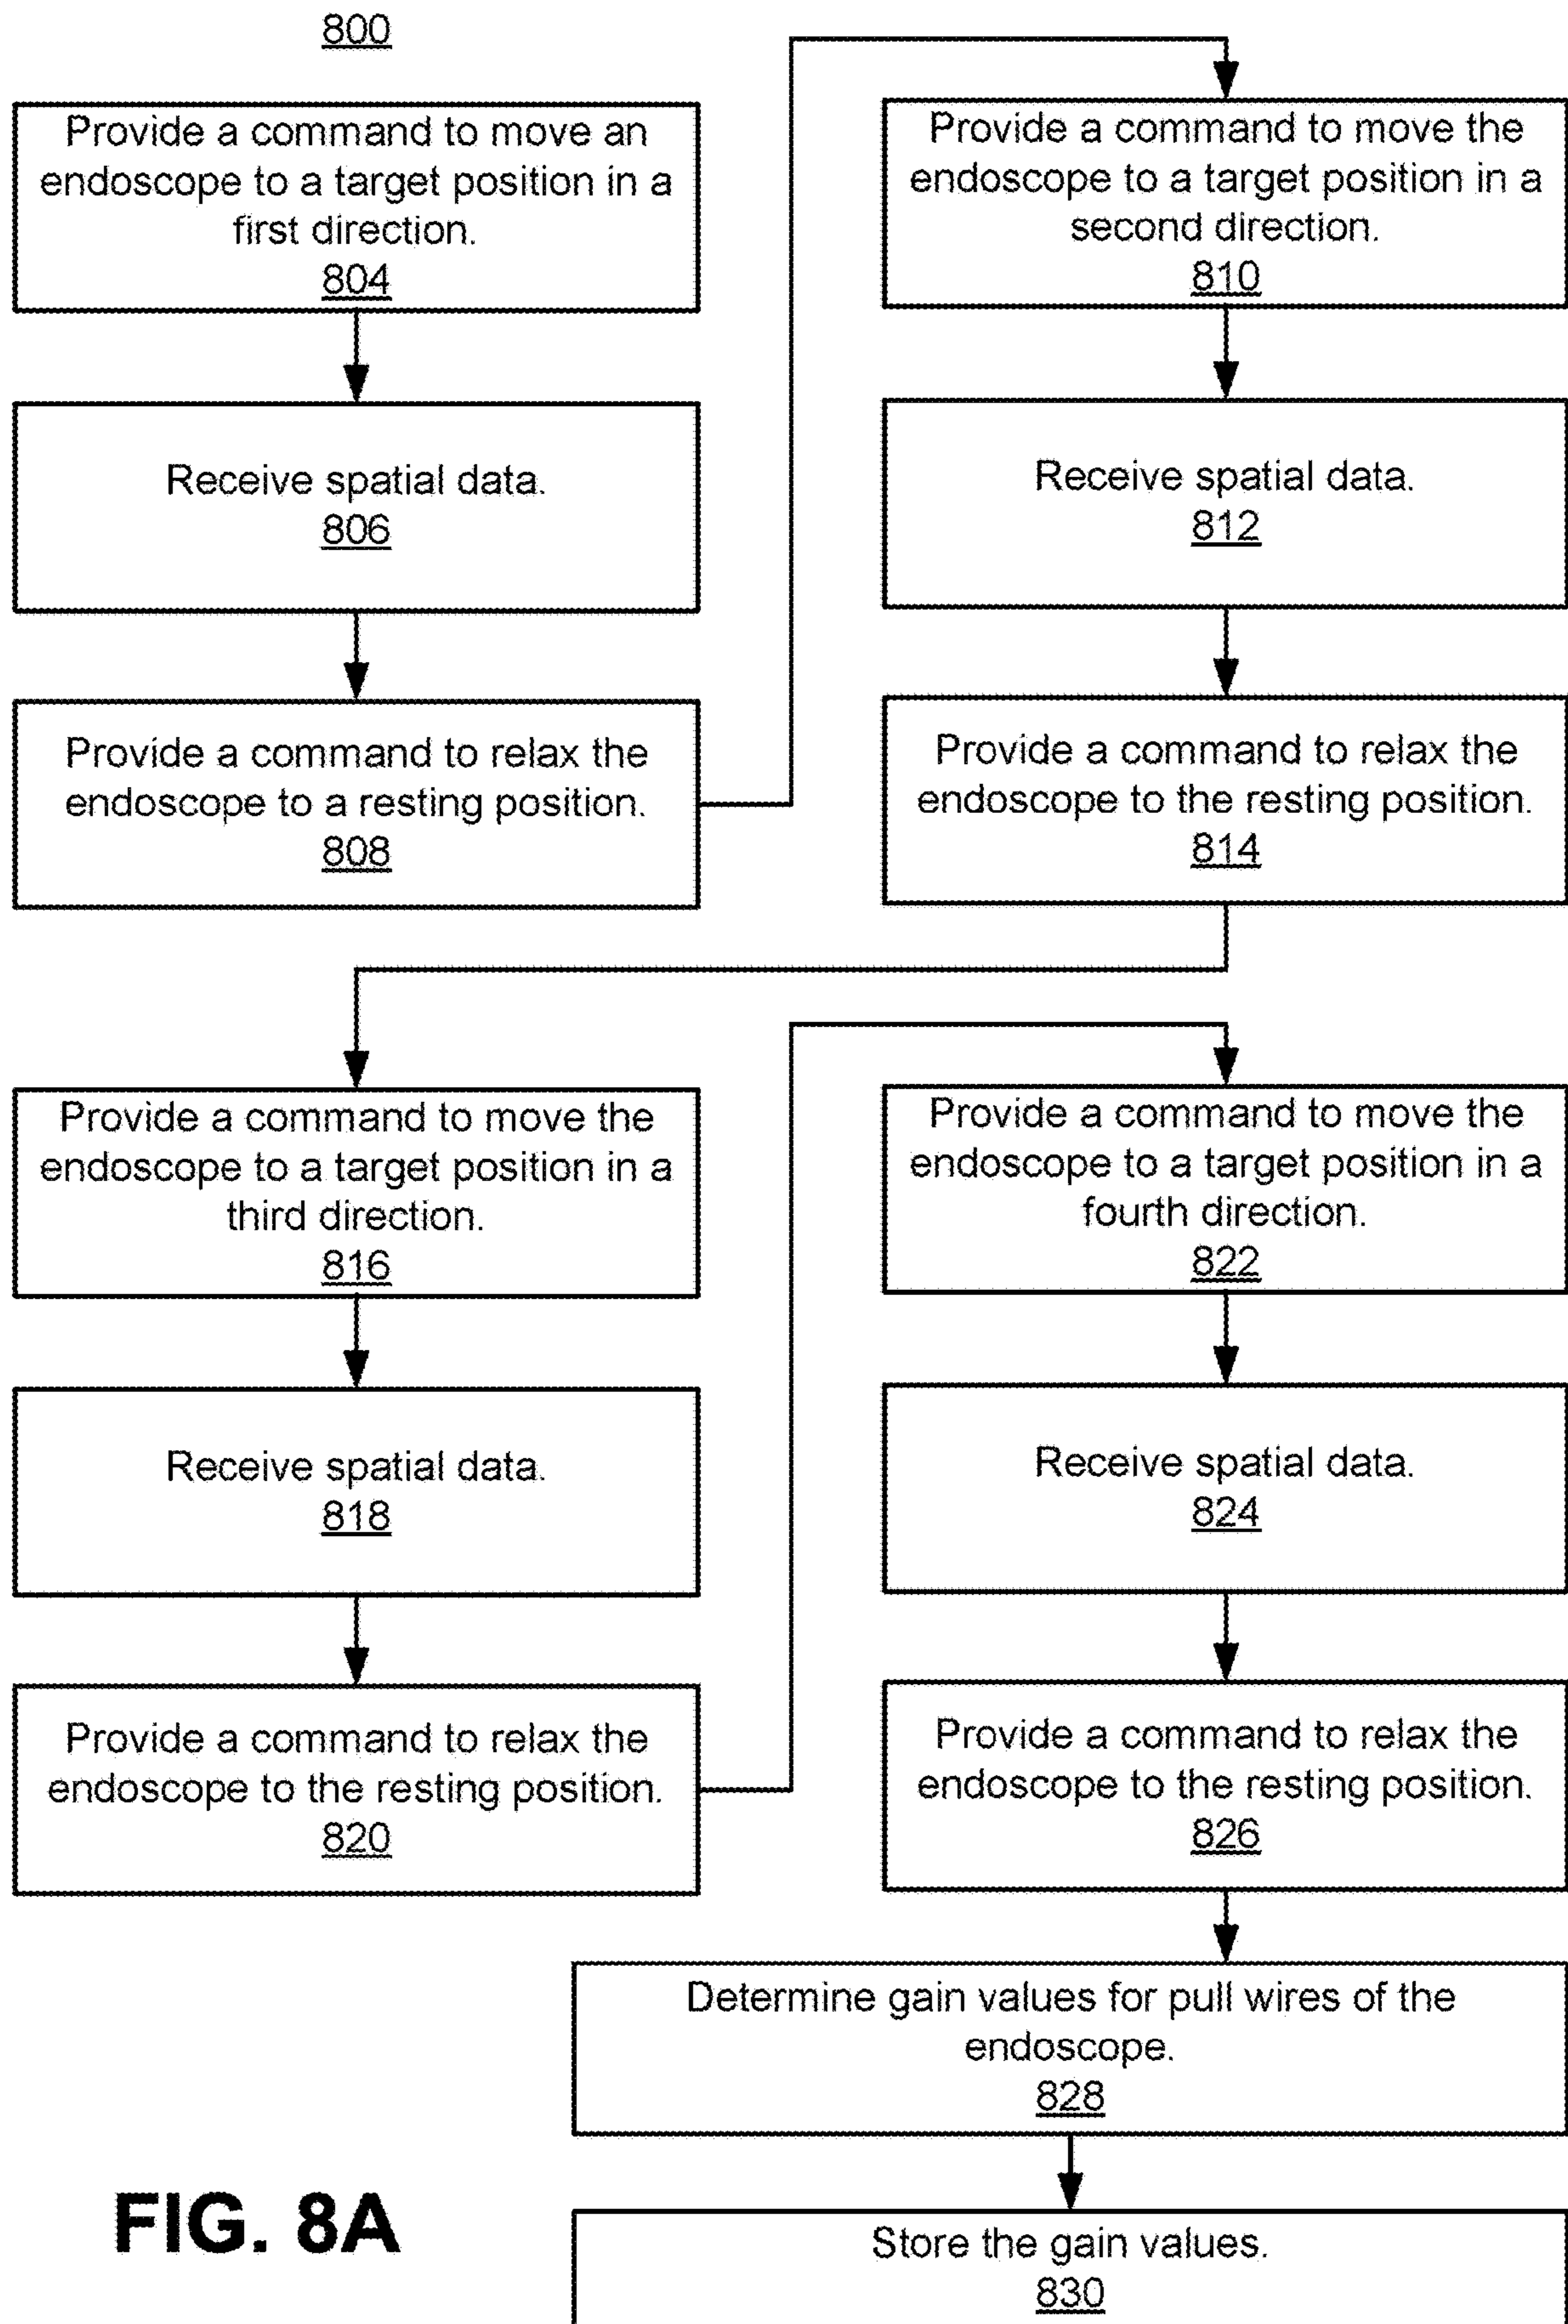 800
Provide a command to move an
endoscope to a target position in a
first direction.
804
Receive spatial data.
806
Provide a command to relax the
endoscope to a resting position.
808
Provide a command to move the
endoscope to a target position in a
second direction.
810
Receive spatial data.
812
Provide a command to relax the
endoscope to the resting position.
814
Provide a command to move the
endoscope to a target position in a
third direction.
816
Receive spatial data.
818
Provide a command to relax the
endoscope to the resting position.
820
Provide a command to move the
endoscope to a target position in a
fourth direction.
822
Receive spatial data.
824
Provide a command to relax the
endoscope to the resting position.
826
Determine gain values for pull wires of the
endoscope.
828
Store the gain values.
830
FIG. 8A